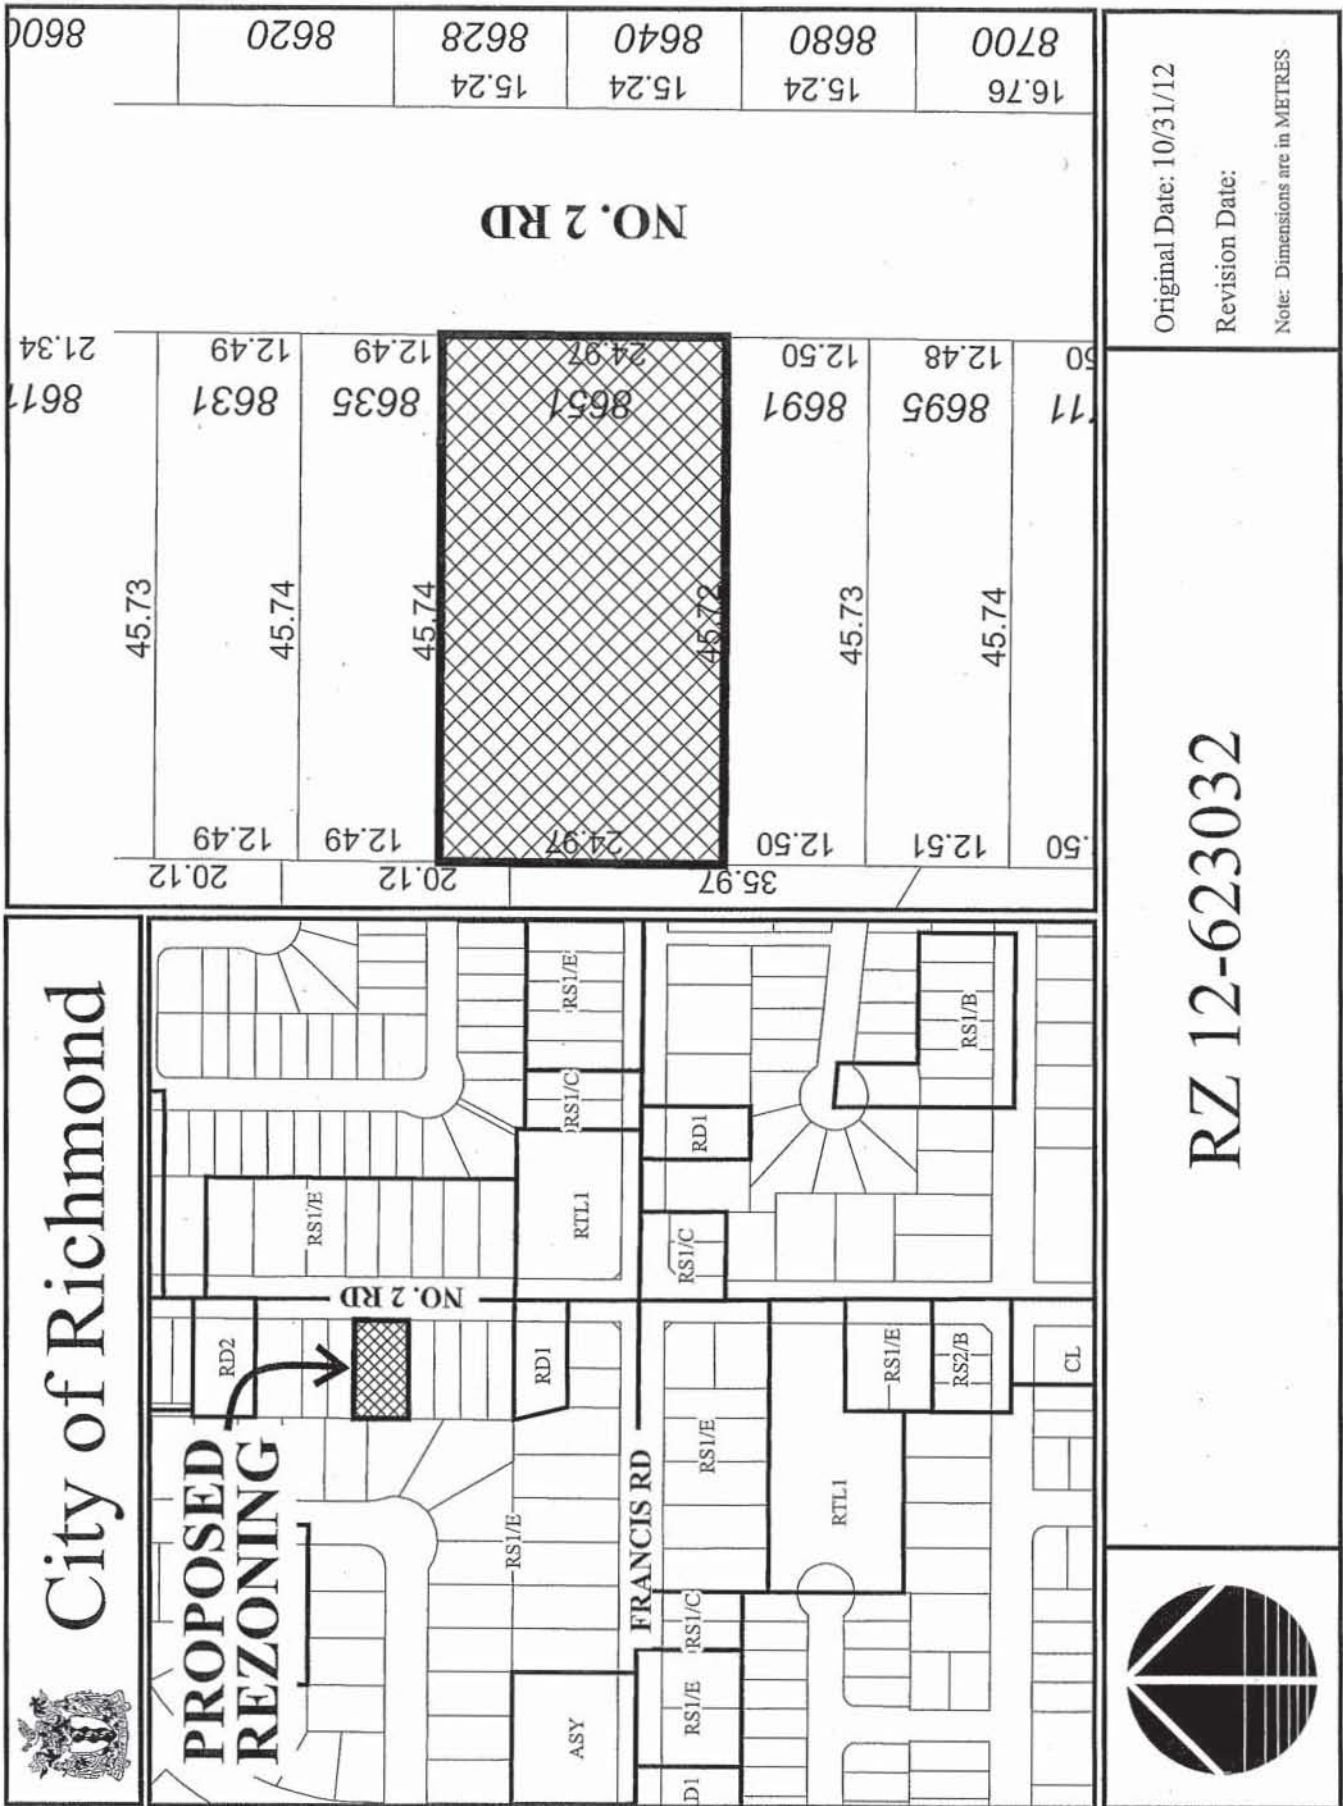 City of Richmond
PROPOSED
REZONING
RD2
RS1/E
NO. 2 RD
RS1/E
RD1
RTL1
RS1/C
RS1/E
ASY
FRANCIS RD
RS1/E
RS1/C
RS1/E
RS1/C
RD1
RTL1
RS1/E
RS2/B
CL
RS1/B
D1
8600
8620
8628
8640
8680
8700
15.24
15.24
15.24
16.76
NO. 2 RD
21.34
12.49
12.49
24.97
12.50
12.48
50
8611
8631
8635
8651
8691
8695
11
45.73
45.74
45.74
45.72
45.73
45.74
12.49
12.49
24.97
12.50
12.51
.50
20.12
20.12
35.97
RZ 12-623032
Original Date: 10/31/12
Revision Date:
Note: Dimensions are in METRES